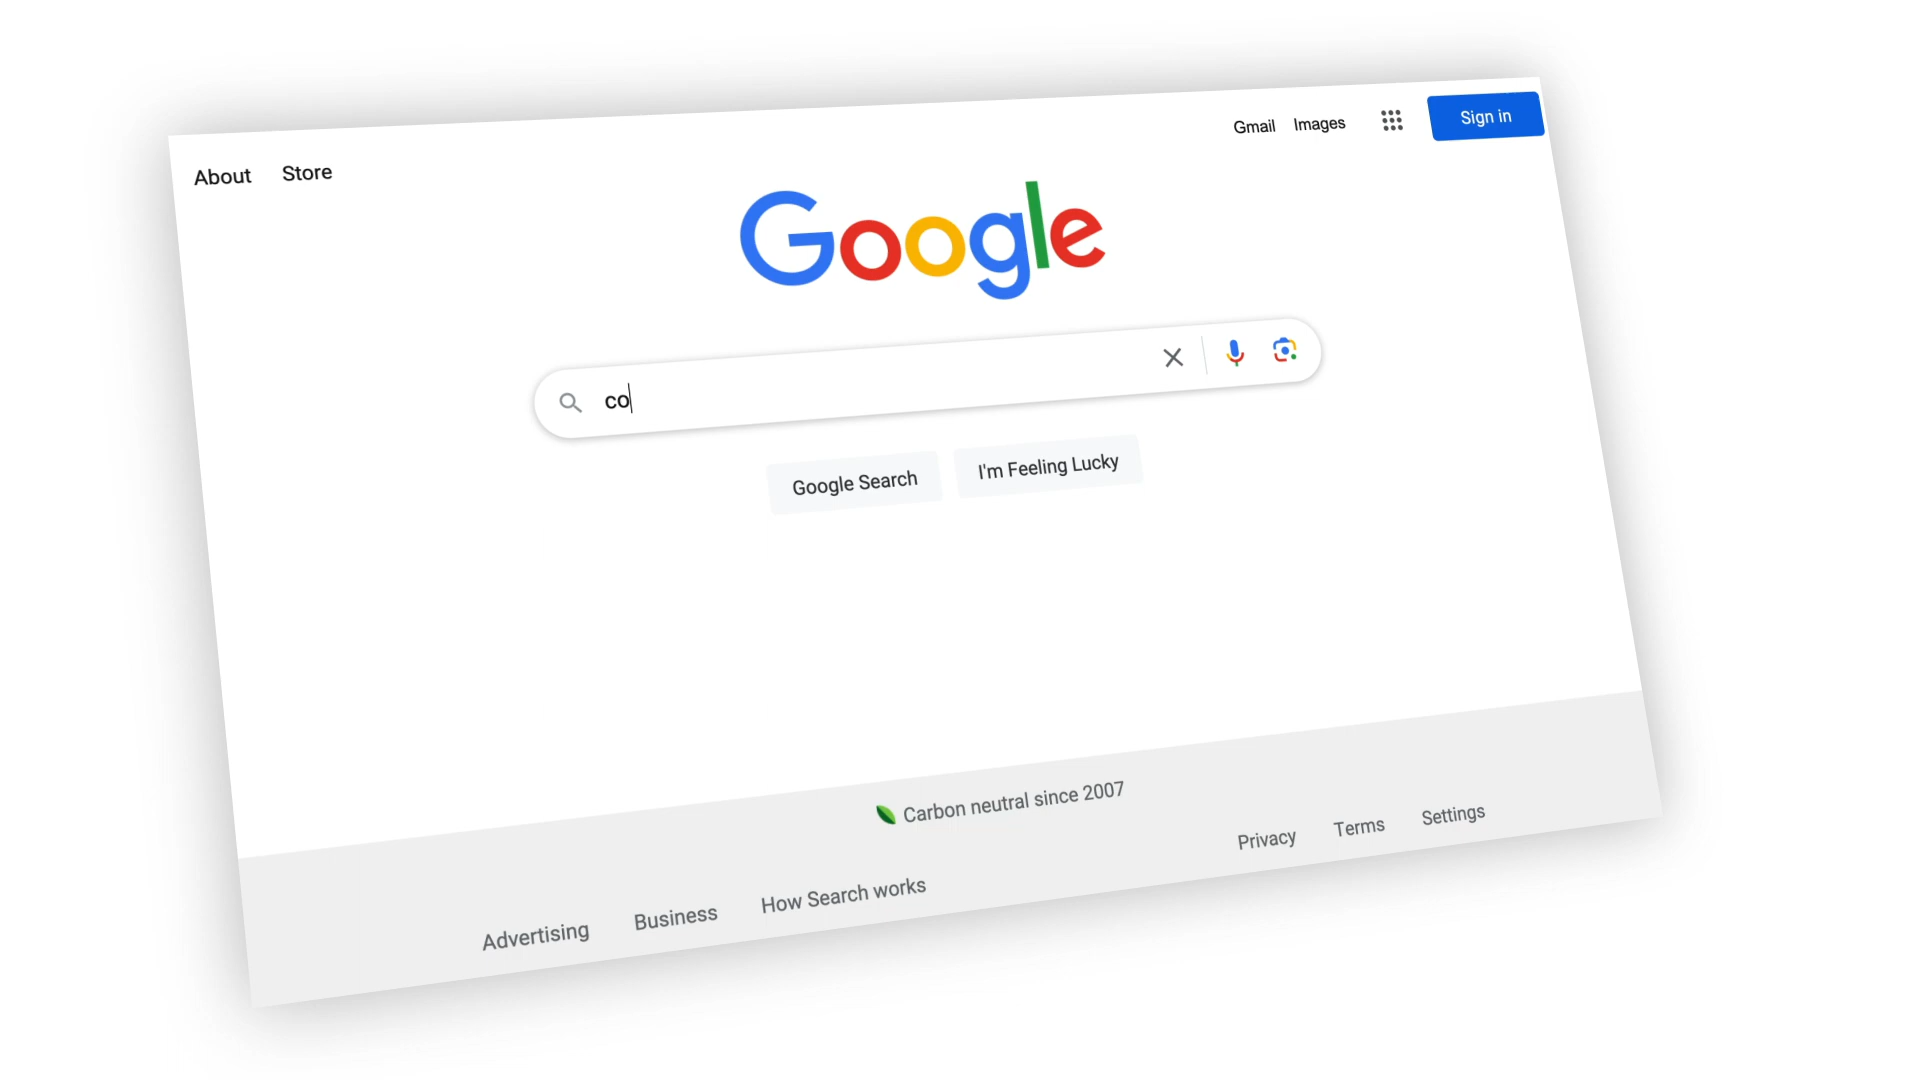 About Store
Gmail Images
Sign in
Google
co
Google Search
I'm Feeling Lucky
Carbon neutral since 2007
Advertising Business How Search works
Privacy Terms Settings